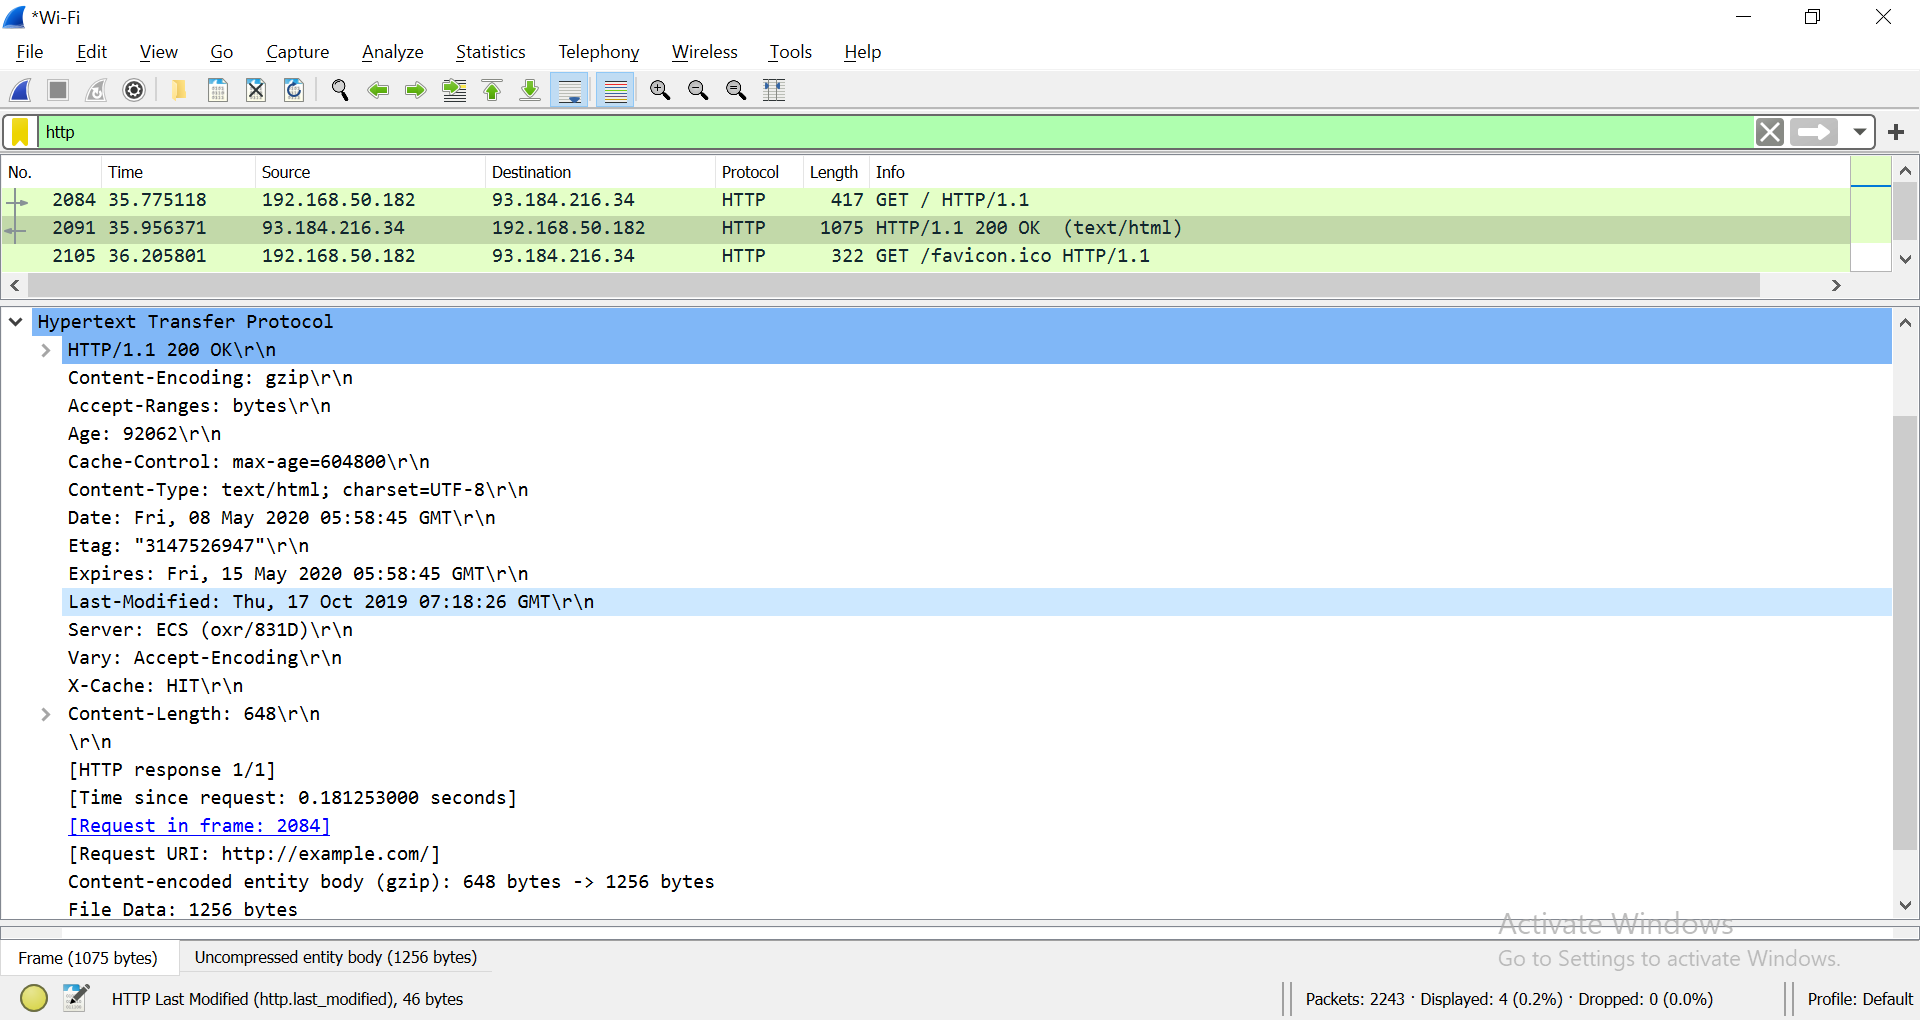 *Wi-Fi
File Edit View Go Capture Analyze Statistics Telephony Wireless Tools Help
http
No. Time Source Destination Protocol Length Info
2084 35.775118 192.168.50.182 93.184.216.34 HTTP 417 GET / HTTP/1.1
2091 35.956371 93.184.216.34 192.168.50.182 HTTP 1075 HTTP/1.1 200 OK (text/html)
2105 36.205801 192.168.50.182 93.184.216.34 HTTP 322 GET /favicon.ico HTTP/1.1
Hypertext Transfer Protocol
HTTP/1.1 200 OK\r\n
Content-Encoding: gzip\r\n
Accept-Ranges: bytes\r\n
Age: 92062\r\n
Cache-Control: max-age=604800\r\n
Content-Type: text/html; charset=UTF-8\r\n
Date: Fri, 08 May 2020 05:58:45 GMT\r\n
Etag: "3147526947"\r\n
Expires: Fri, 15 May 2020 05:58:45 GMT\r\n
Last-Modified: Thu, 17 Oct 2019 07:18:26 GMT\r\n
Server: ECS (oxr/831D)\r\n
Vary: Accept-Encoding\r\n
X-Cache: HIT\r\n
Content-Length: 648\r\n
\r\n
[HTTP response 1/1]
[Time since request: 0.181253000 seconds]
[Request in frame: 2084]
[Request URI: http://example.com/]
Content-encoded entity body (gzip): 648 bytes -> 1256 bytes
File Data: 1256 bytes
Activate Windows
Frame (1075 bytes) Uncompressed entity body (1256 bytes)
Go to Settings to activate Windows.
HTTP Last Modified (http.last_modified), 46 bytes
Packets: 2243 · Displayed: 4 (0.2%) · Dropped: 0 (0.0%)
Profile: Default